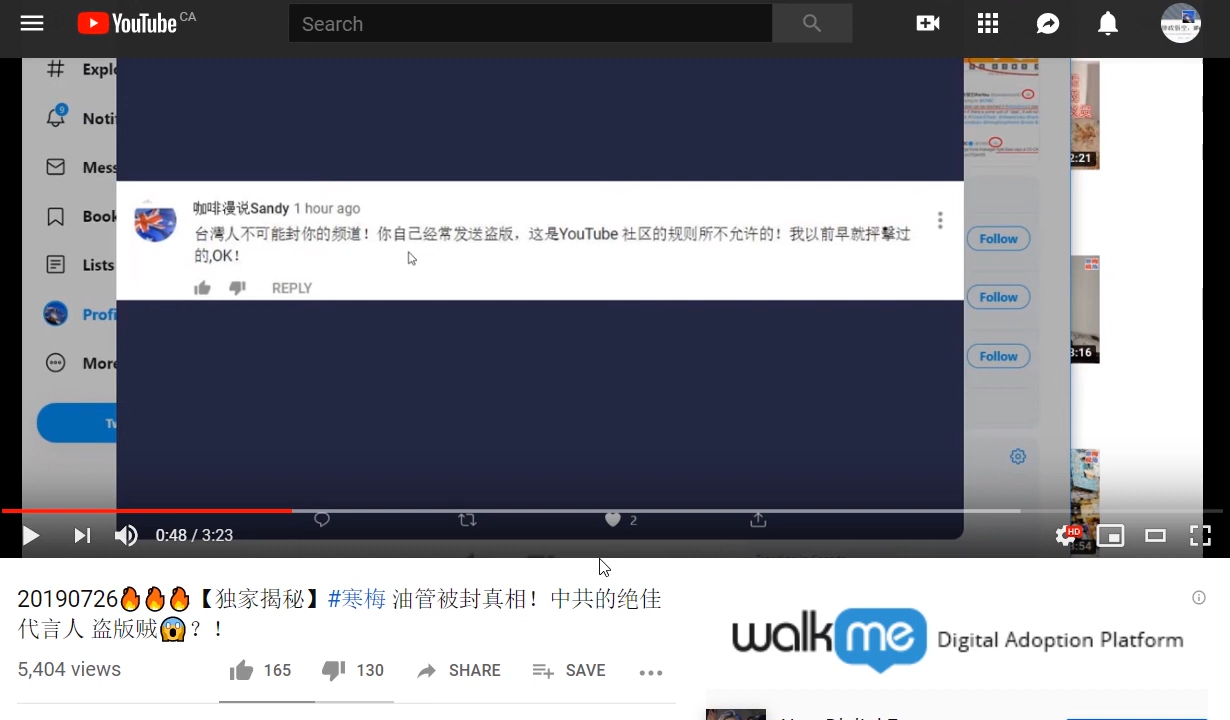 YouTube CA
Search
Explo
9
Noti
Mess
Book
Lists
Profi
More
Tw
咖啡漫说Sandy 1 hour ago
台灣人不可能封你的频道！你自己经常发送盗版，这是YouTube 社区的规则所不允许的！我以前早就抨擊过
的,OK！
REPLY
Follow
Follow
Follow
2:21
3:16
:54
2
0:48 / 3:23
HD
20190726🔥🔥🔥【独家揭秘】#寒梅 油管被封真相！中共的绝佳
代言人 盗版贼😱？！
5,404 views
165
130
SHARE
SAVE
walkme Digital Adoption Platform